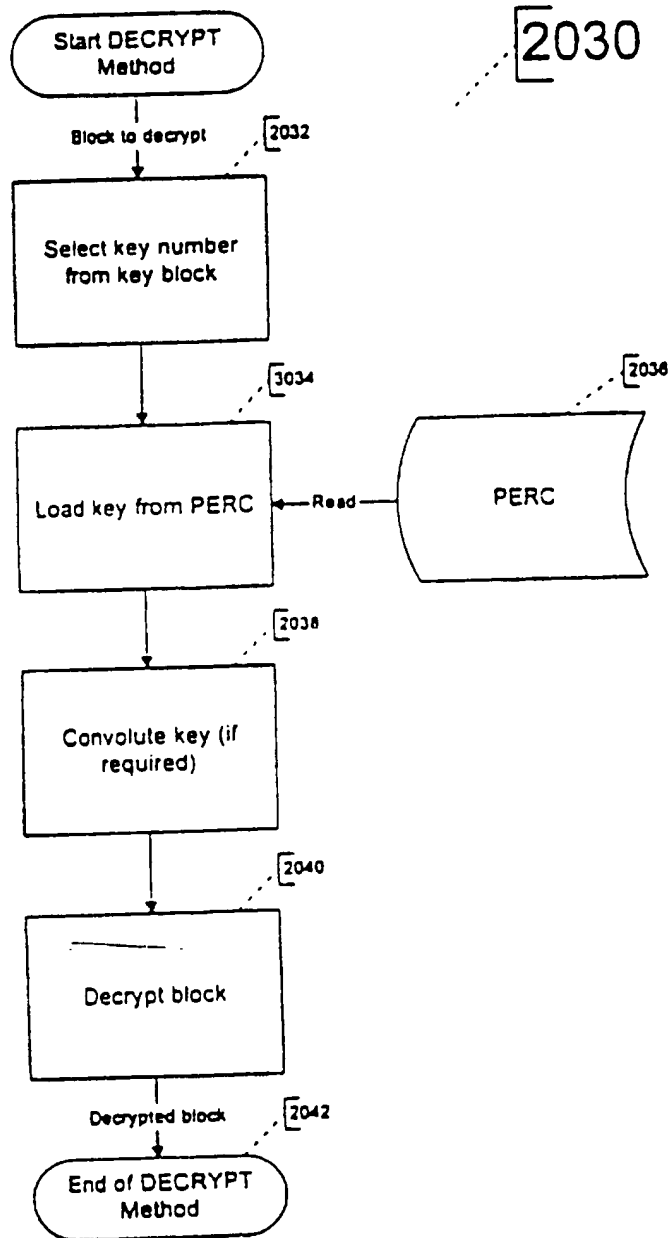 Start DECRYPT
Method
2030
Block to decrypt
2032
Select key number
from key block
3034
2036
Load key from PERC
Read
PERC
2038
Convolute key (if
required)
2040
Decrypt block
Decrypted block
2042
End of DECRYPT
Method